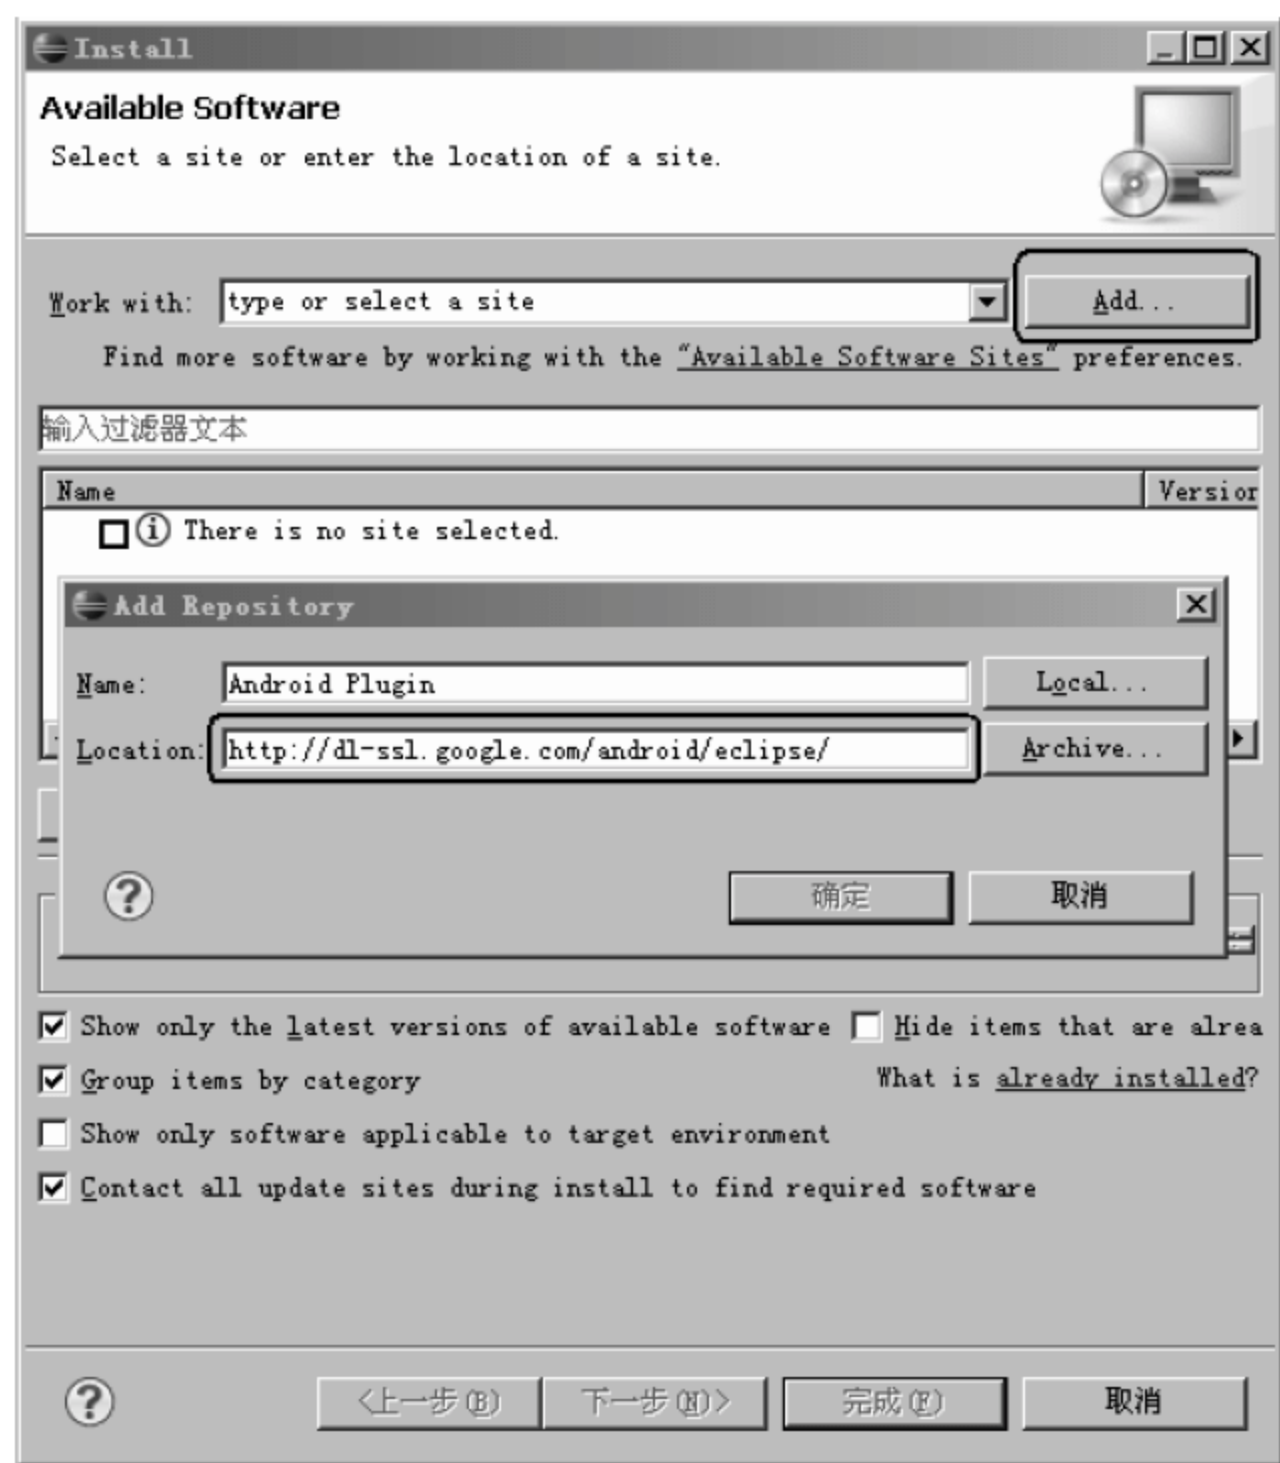 Install
Available Software
Select a site or enter the location of a site.
Work with: type or select a site Add...
Find more software by working with the "Available Software Sites" preferences.
输入过滤器文本
Name Version
There is no site selected.
Add Repository
Name: Android Plugin Local...
Location: http://dl-ssl.google.com/android/eclipse/ Archive...
确定 取消
Show only the latest versions of available software Hide items that are alrea
Group items by category What is already installed?
Show only software applicable to target environment
Contact all update sites during install to find required software
<上一步(B) 下一步(N)> 完成(F) 取消